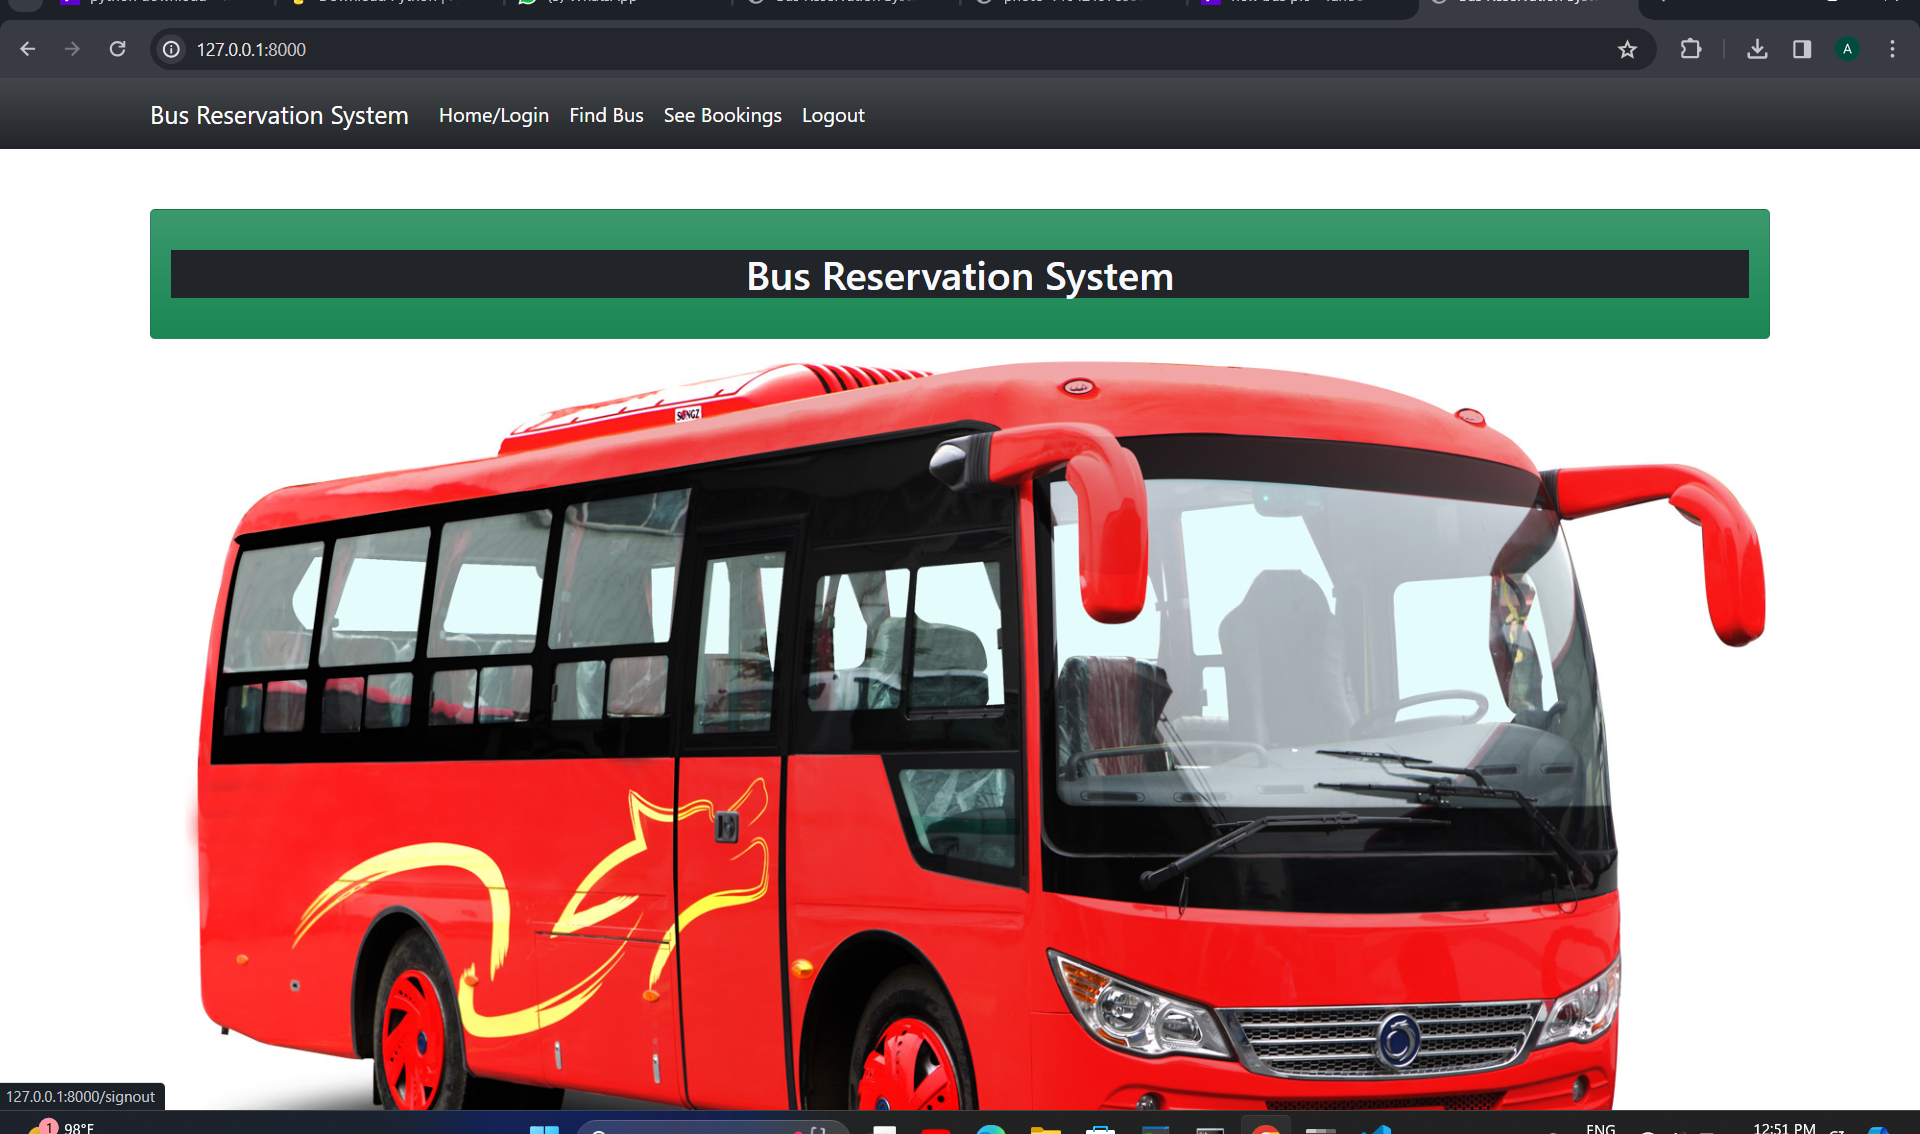 127.0.0.1:8000
Bus Reservation System Home/Login Find Bus See Bookings Logout
Bus Reservation System
SONGZ
127.0.0.1:8000/signout
1 98°F
ENG
12:51 PM
A